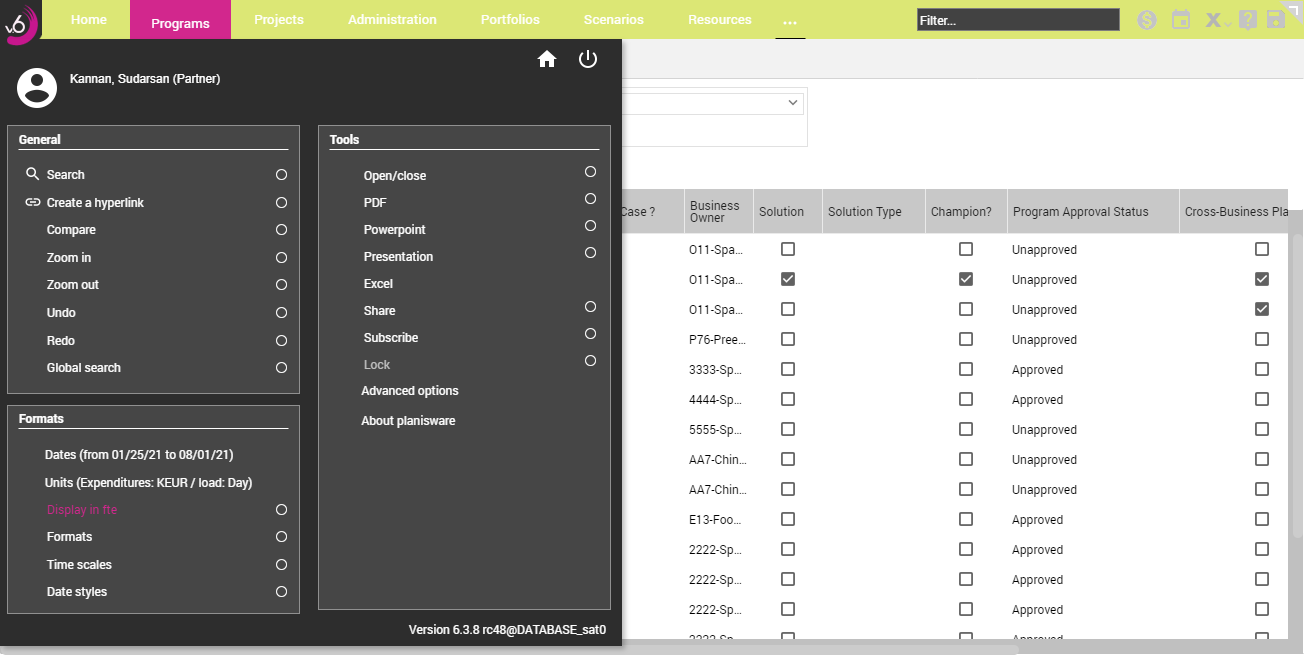 v.6
Home
Programs
Projects
Administration
Portfolios
Scenarios
Resources
...
Filter...
Kannan, Sudarsan (Partner)
General
Search
Create a hyperlink
Compare
Zoom in
Zoom out
Undo
Redo
Global search
Formats
Dates (from 01/25/21 to 08/01/21)
Units (Expenditures: KEUR / load: Day)
Display in fte
Formats
Time scales
Date styles
Tools
Open/close
PDF
Powerpoint
Presentation
Excel
Share
Subscribe
Lock
Advanced options
About planisware
Version 6.3.8 rc48@DATABASE_sat0
Case ?
Business
Owner
Solution
Solution Type
Champion?
Program Approval Status
Cross-Business Pla
O11-Spa... Unapproved
O11-Spa... Unapproved
O11-Spa... Unapproved
P76-Pree... Unapproved
3333-Sp... Approved
4444-Sp... Approved
5555-Sp... Unapproved
AA7-Chin... Unapproved
AA7-Chin... Unapproved
E13-Foo... Approved
2222-Sp... Approved
2222-Sp... Approved
2222-Sp... Approved
2222-Sp... Approved